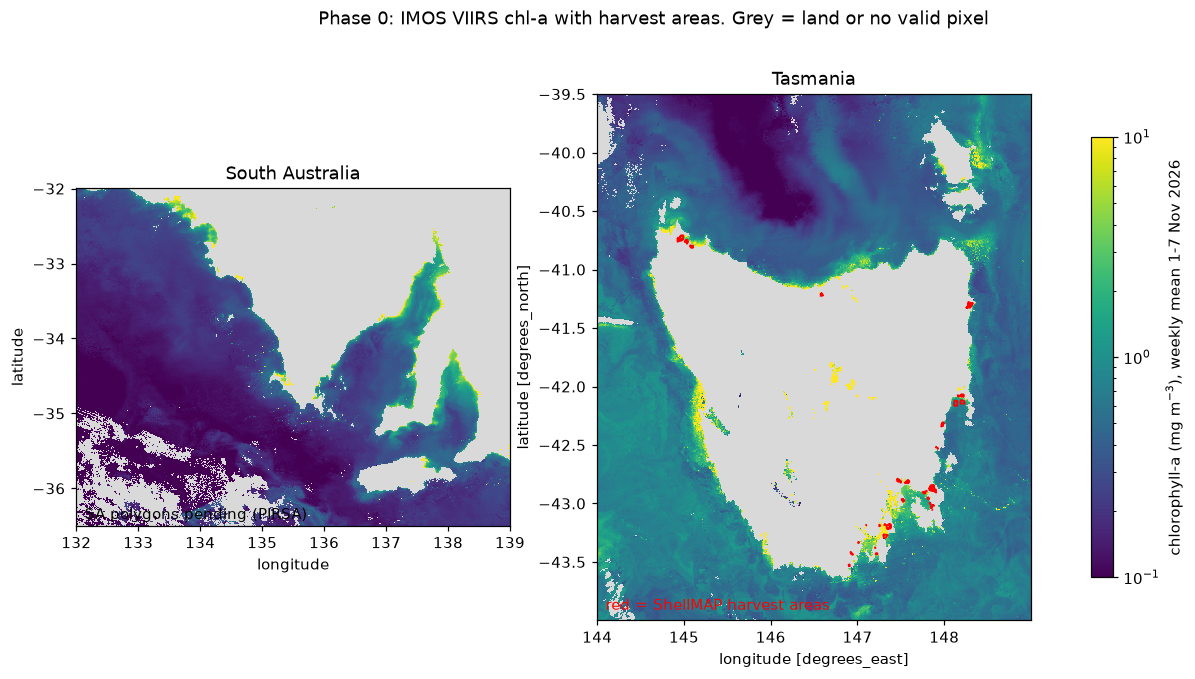 Phase 0: IMOS VIIRS chl-a with harvest areas. Grey = land or no valid pixel
South Australia
−32
−33
−34
−35
−36
latitude
SA polygons pending (PIRSA)
132 133 134 135 136 137 138 139
longitude
Tasmania
−39.5
−40.0
−40.5
−41.0
−41.5
−42.0
−42.5
−43.0
−43.5
latitude [degrees_north]
red = ShellMAP harvest areas
144 145 146 147 148
longitude [degrees_east]
10¹
10⁰
10⁻¹
chlorophyll-a (mg m⁻³), weekly mean 1-7 Nov 2026